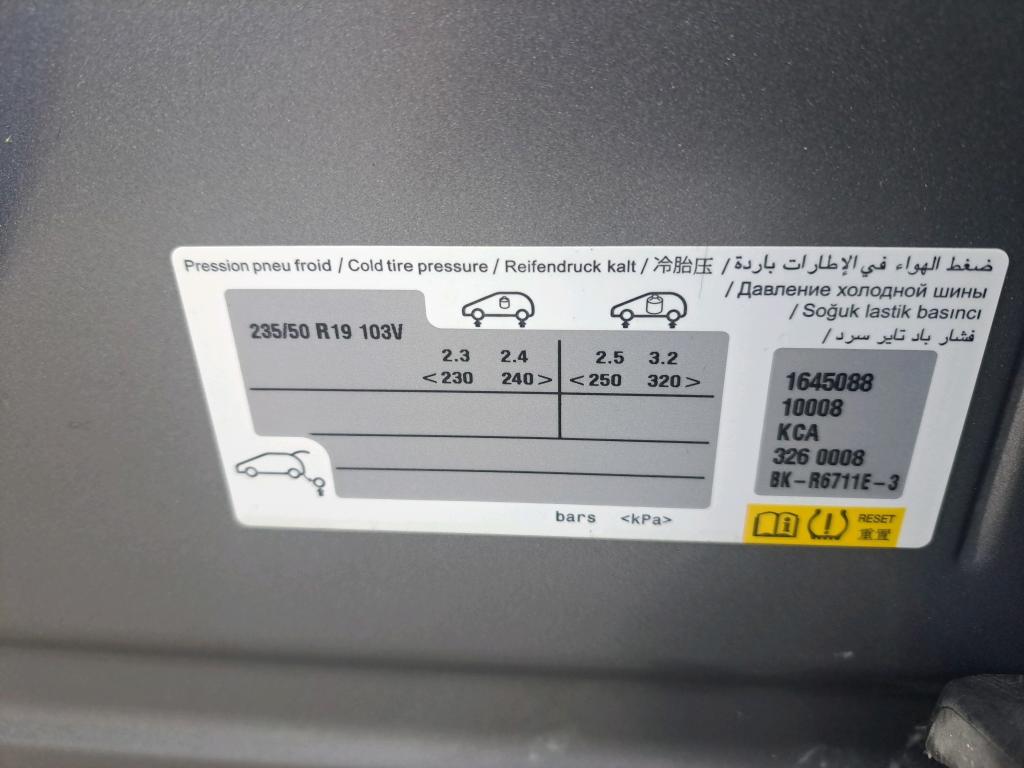 Pression pneu froid / Cold tire pressure / Reifendruck kalt / 冷胎压 / ضغط الهواء في الإطارات باردة
/ Давление холодной шины
/ Soğuk lastik basıncı
/ فشار باد تایر سرد
235/50 R19 103V
2.3 2.4 2.5 3.2
<230 240> <250 320>
1645088
10008
KCA
326 0008
BK-R6711E-3
bars <kPa>
RESET
重置